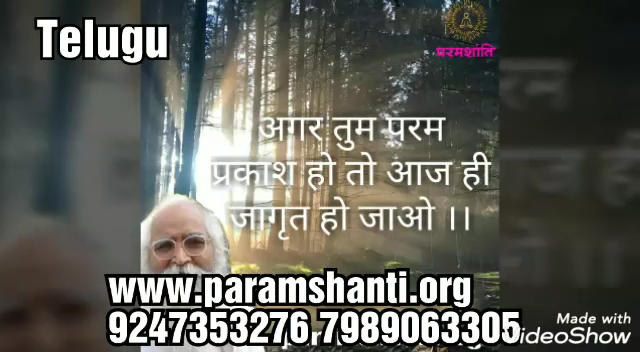 Telugu
परमशांति
अगर तुम परम
प्रकाश हो तो आज ही
जागृत हो जाओ ।।
www.paramshanti.org
9247353276 7989063305
Made with
VideoShow